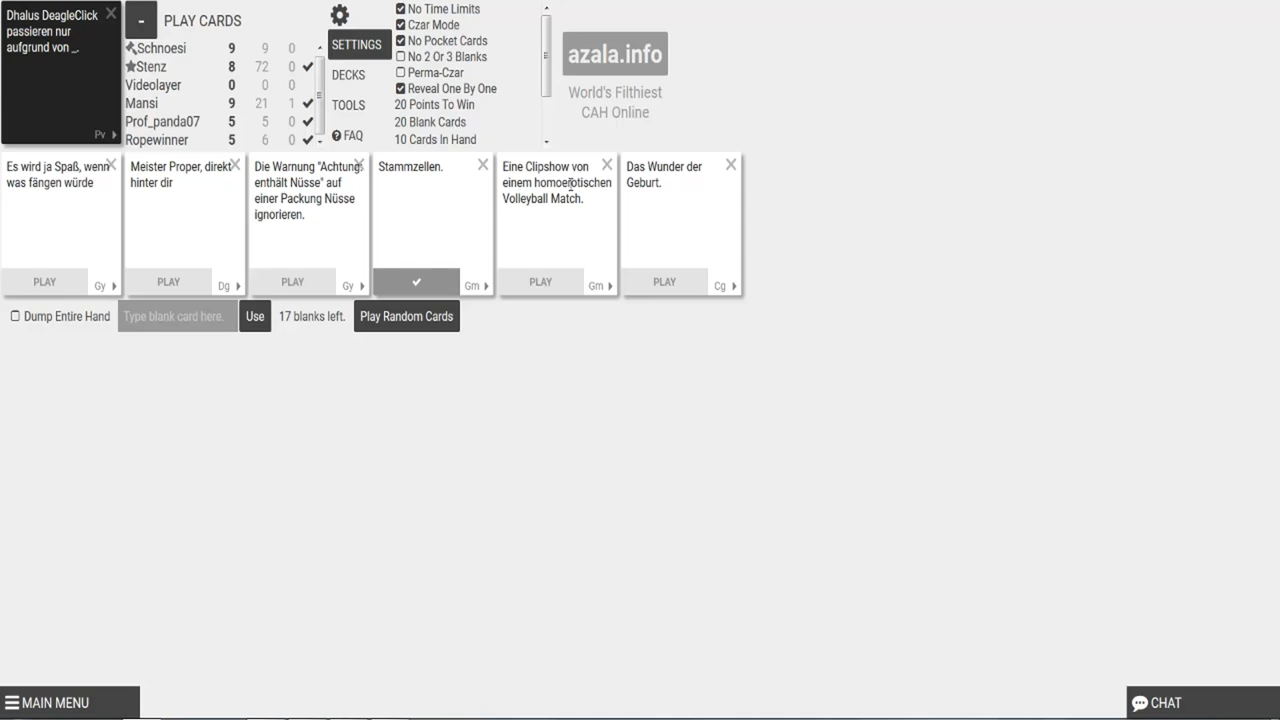 Dhalus DeagleClick
passieren nur
aufgrund von _.
Pv
-
PLAY CARDS
Schnoesi 9 9 0
Stenz 8 72 0
Videolayer 0 0 0
Mansi 9 21 1
Prof_panda07 5 5 0
Ropewinner 5 6 0
SETTINGS
DECKS
TOOLS
FAQ
No Time Limits
Czar Mode
No Pocket Cards
No 2 Or 3 Blanks
Perma-Czar
Reveal One By One
20 Points To Win
20 Blank Cards
10 Cards In Hand
azala.info
World's Filthiest
CAH Online
Es wird ja Spaß, wenn
was fängen würde
PLAY
Gy
Meister Proper, direkt
hinter dir
PLAY
Dg
Die Warnung "Achtung
enthält Nüsse" auf
einer Packung Nüsse
ignorieren.
PLAY
Gy
Stammzellen.
Gm
Eine Clipshow von
einem homoerotischen
Volleyball Match.
PLAY
Gm
Das Wunder der
Geburt.
PLAY
Cg
Dump Entire Hand
Type blank card here.
Use
17 blanks left.
Play Random Cards
MAIN MENU
CHAT